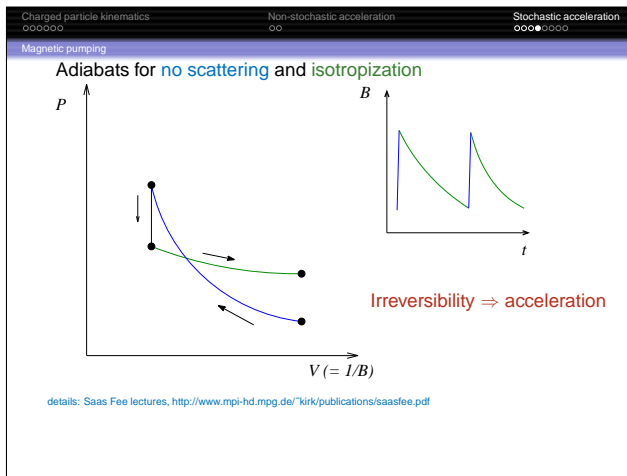 Charged particle kinematics Non-stochastic acceleration Stochastic acceleration
Magnetic pumping
Adiabats for no scattering and isotropization
P
B
t
Irreversibility ⇒ acceleration
V (= 1/B)
details: Saas Fee lectures, http://www.mpi-hd.mpg.de/˜kirk/publications/saasfee.pdf